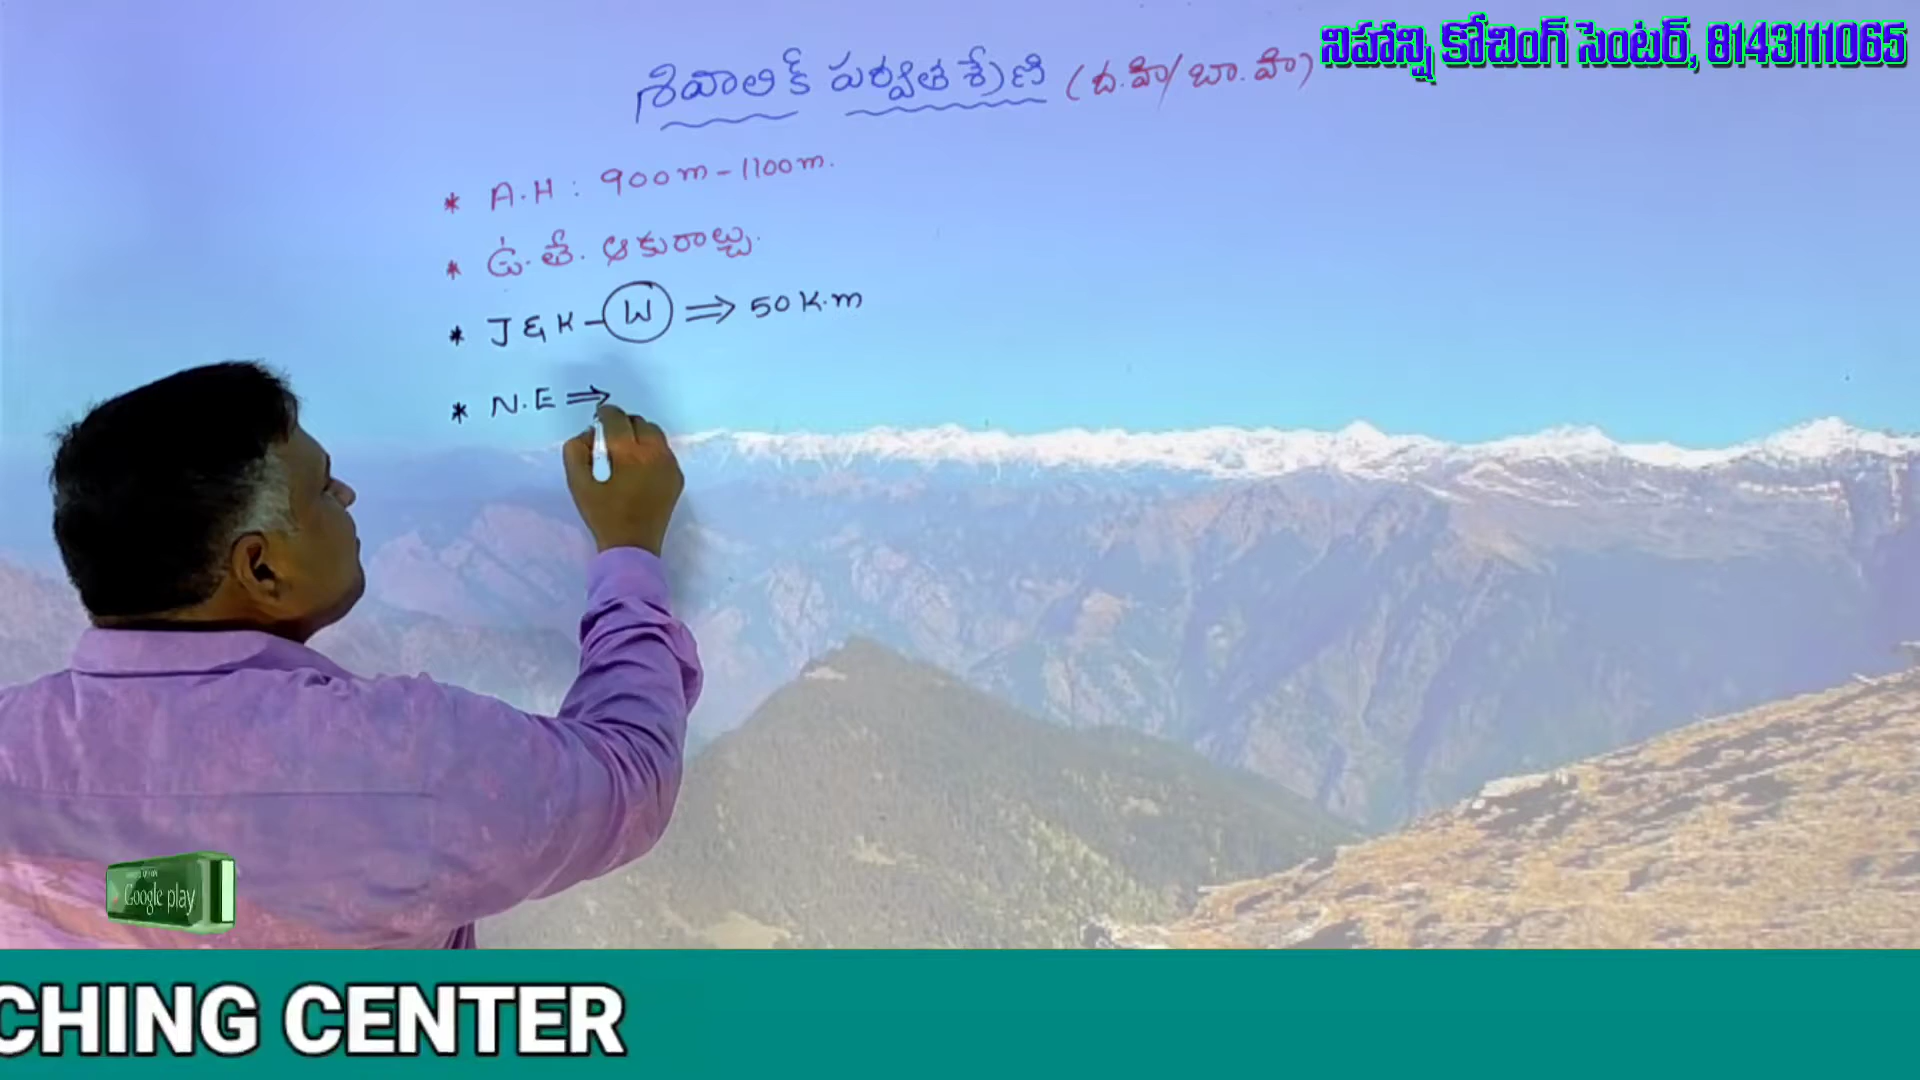 నిహాన్షి కోచింగ్ సెంటర్, 8143111065
శివాలిక్ పర్వత శ్రేణి (ద.హి/బా.హి)
* A.H : 900m - 1100m.
* ఉ.తే. ఆకురాల్చు.
* J & K - W ⇒ 50 K.m
* N.E ⇒
Google play
CHING CENTER